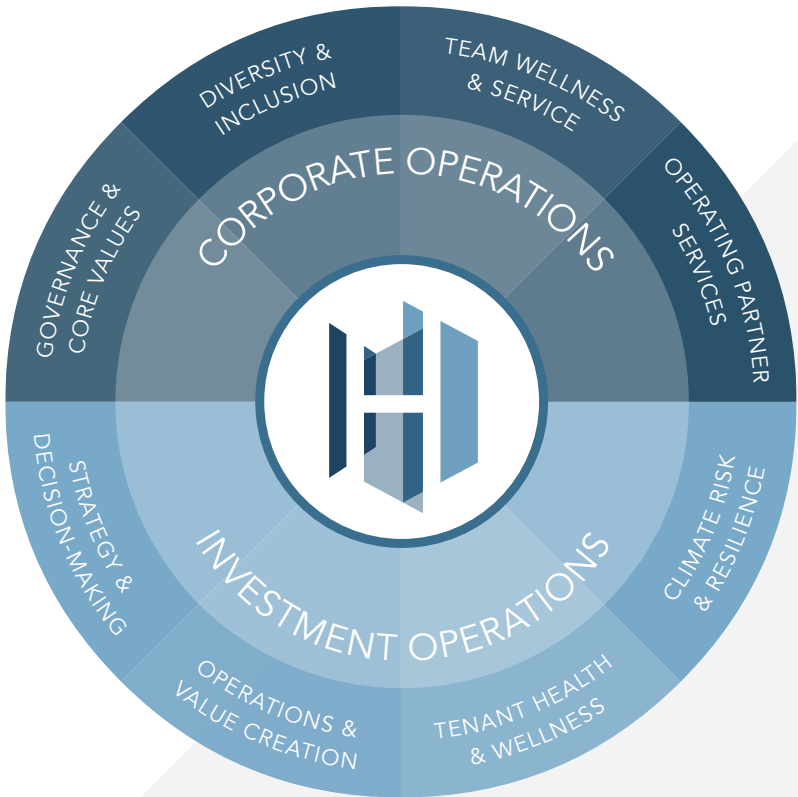 DIVERSITY &
INCLUSION
TEAM WELLNESS
& SERVICE
GOVERNANCE &
CORE VALUES
CORPORATE OPERATIONS
OPERATING PARTNER
SERVICES
STRATEGY &
DECISION-MAKING
INVESTMENT OPERATIONS
CLIMATE RISK
& RESILIENCE
OPERATIONS &
VALUE CREATION
TENANT HEALTH
& WELLNESS